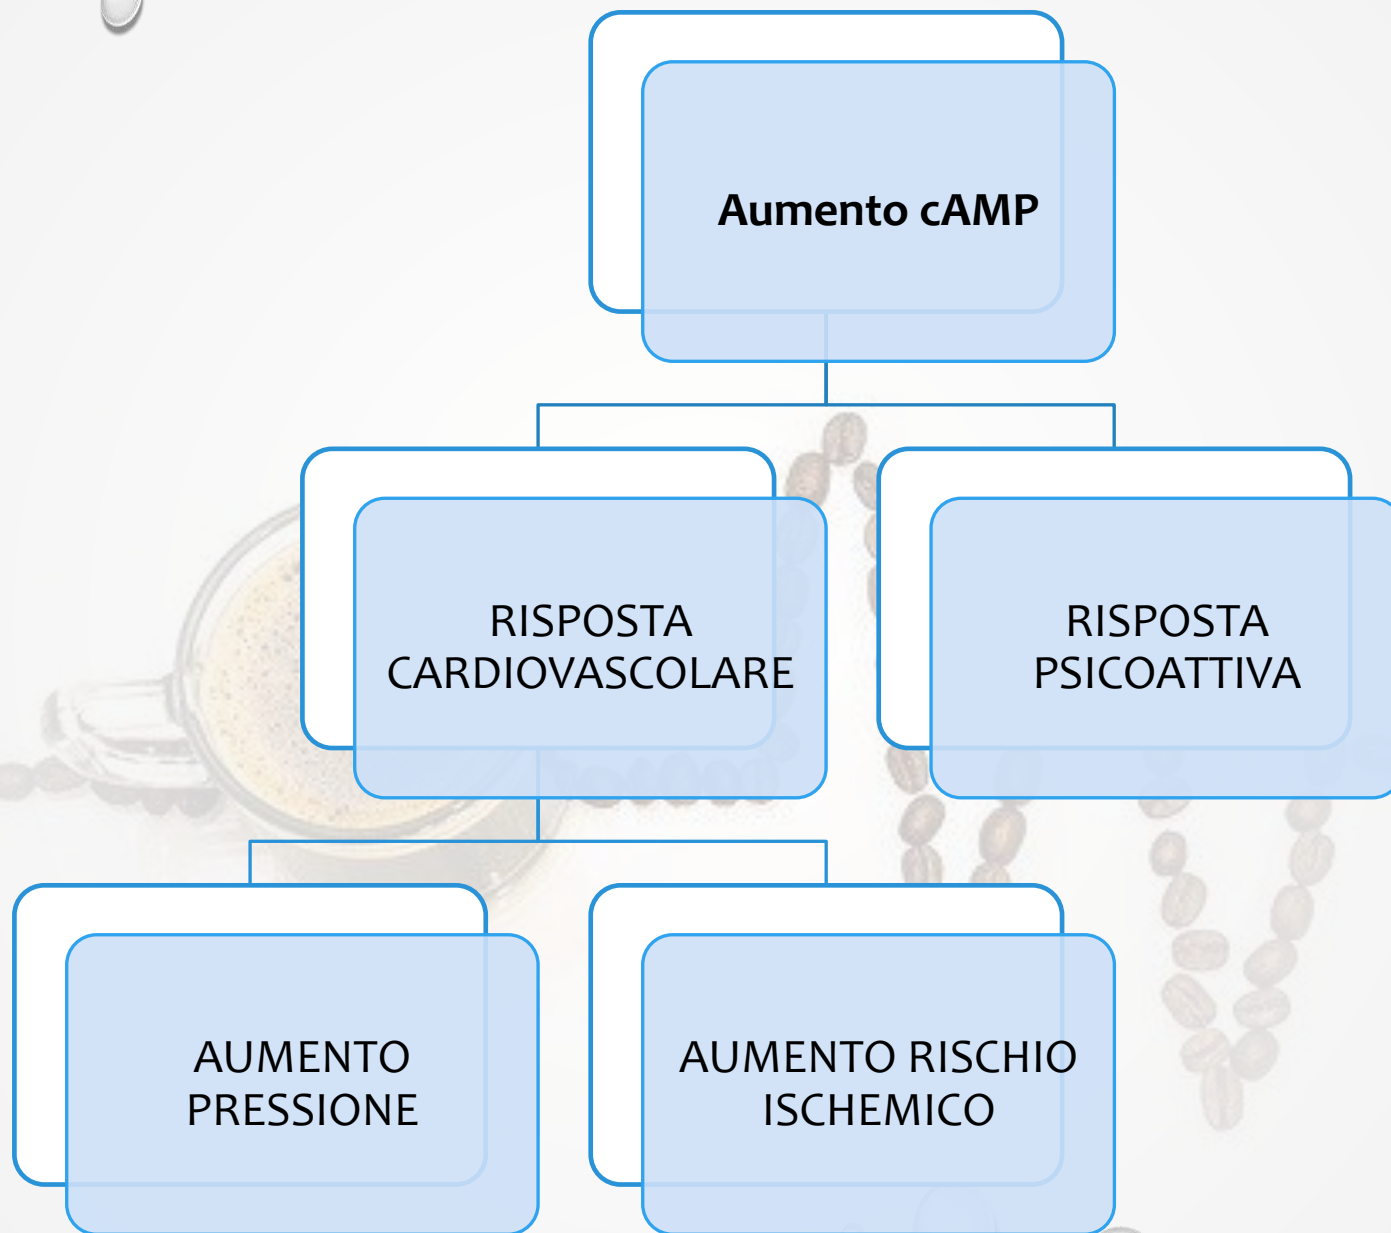 Aumento cAMP
RISPOSTA
CARDIOVASCOLARE
RISPOSTA
PSICOATTIVA
AUMENTO
PRESSIONE
AUMENTO RISCHIO
ISCHEMICO